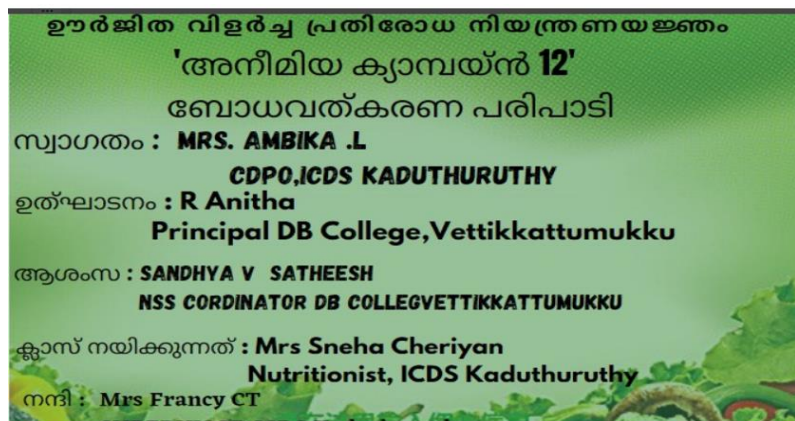 ഊർജിത വിളർച്ച പ്രതിരോധ നിയന്ത്രണയജ്ഞം
'അനീമിയ ക്യാമ്പയ്ൻ 12'
ബോധവത്കരണ പരിപാടി
സ്വാഗതം : MRS. AMBIKA .L
CDPO,ICDS KADUTHURUTHY
ഉത്ഘാടനം : R Anitha
Principal DB College,Vettikkattumukku
ആശംസ : SANDHYA V SATHEESH
NSS CORDINATOR DB COLLEGVETTIKKATTUMUKKU
ക്ലാസ് നയിക്കുന്നത് : Mrs Sneha Cheriyan
Nutritionist, ICDS Kaduthuruthy
നന്ദി : Mrs Francy CT